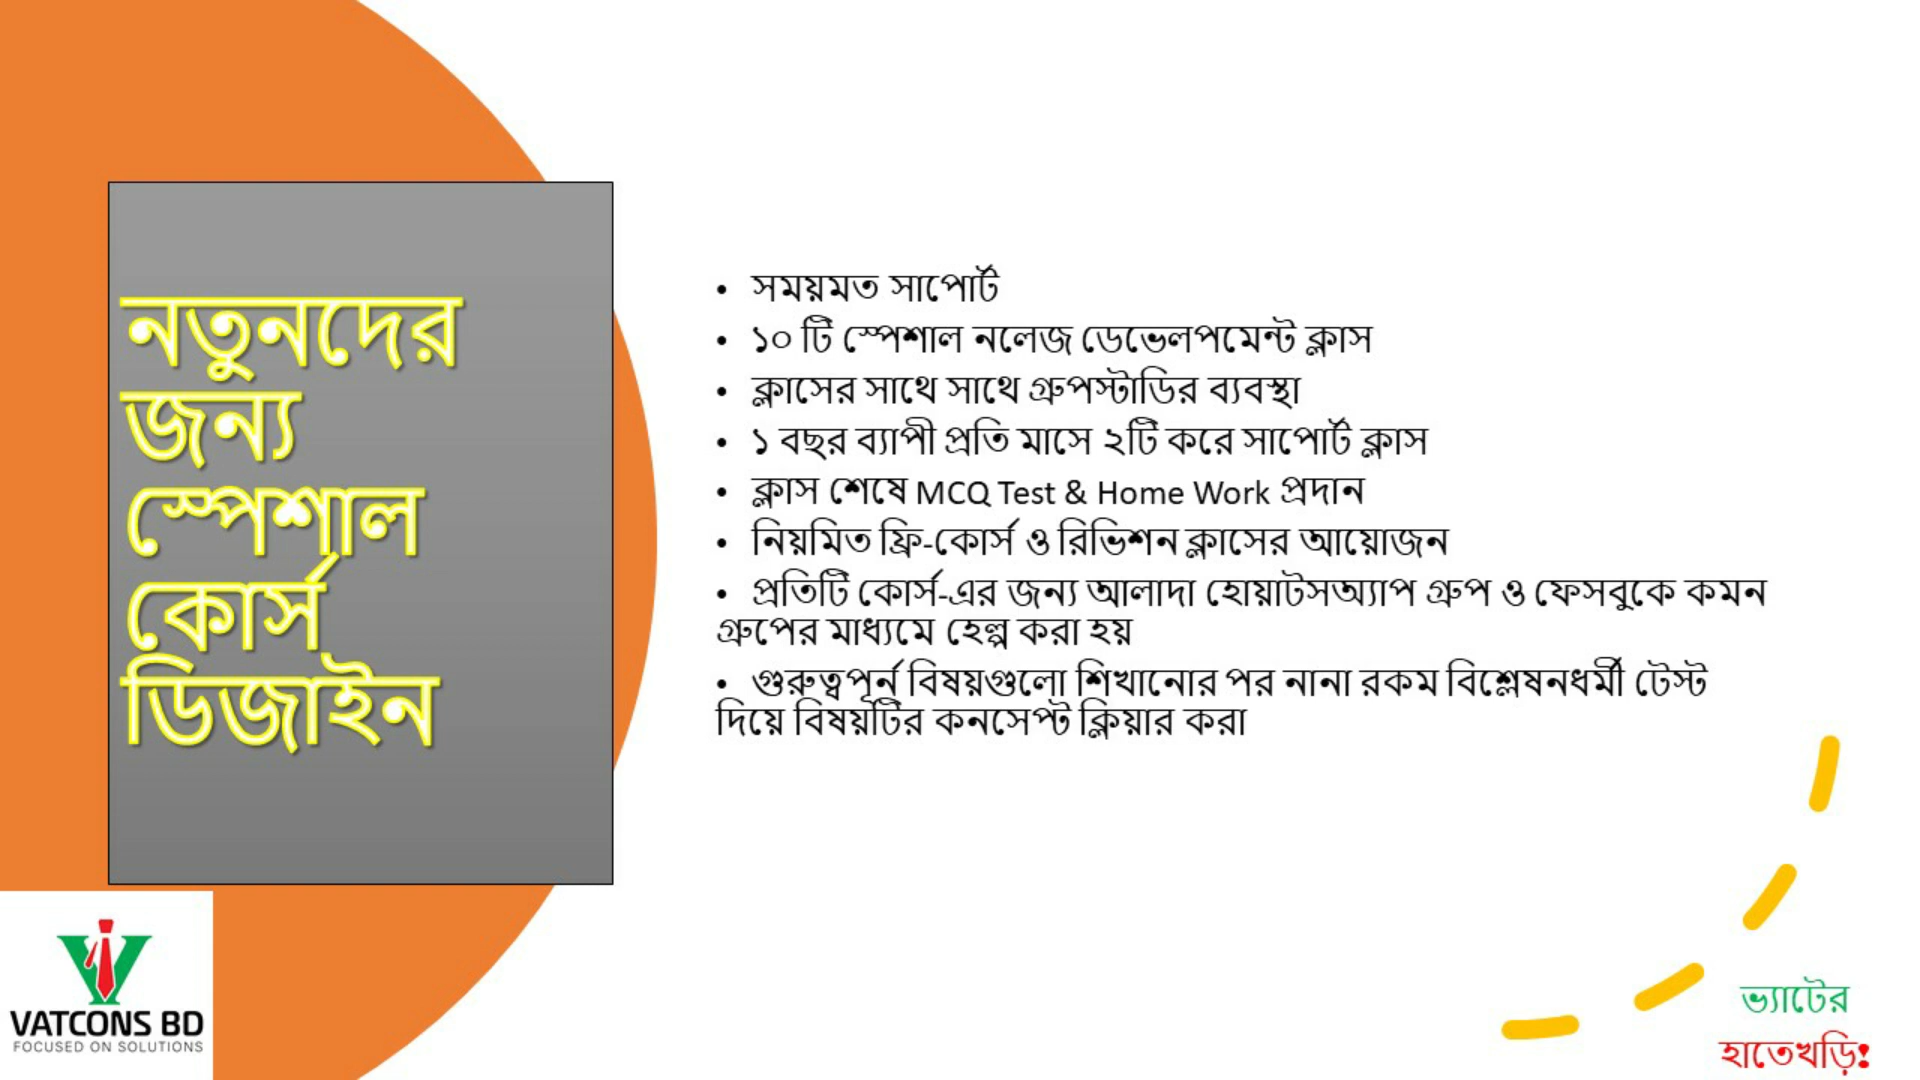 নতুনদের
জন্য
স্পেশাল
কোর্স
ডিজাইন
• সময়মত সাপোর্ট
• ১০ টি স্পেশাল নলেজ ডেভেলপমেন্ট ক্লাস
• ক্লাসের সাথে সাথে গ্রুপস্টাডির ব্যবস্থা
• ১ বছর ব্যাপী প্রতি মাসে ২টি করে সাপোর্ট ক্লাস
• ক্লাস শেষে MCQ Test & Home Work প্রদান
• নিয়মিত ফ্রি-কোর্স ও রিভিশন ক্লাসের আয়োজন
• প্রতিটি কোর্স-এর জন্য আলাদা হোয়াটসঅ্যাপ গ্রুপ ও ফেসবুকে কমন
গ্রুপের মাধ্যমে হেল্প করা হয়
• গুরুত্বপূর্ন বিষয়গুলো শিখানোর পর নানা রকম বিশ্লেষনধর্মী টেস্ট
দিয়ে বিষয়টির কনসেপ্ট ক্লিয়ার করা
VATCONS BD
FOCUSED ON SOLUTIONS
ভ্যাটের
হাতেখড়ি!